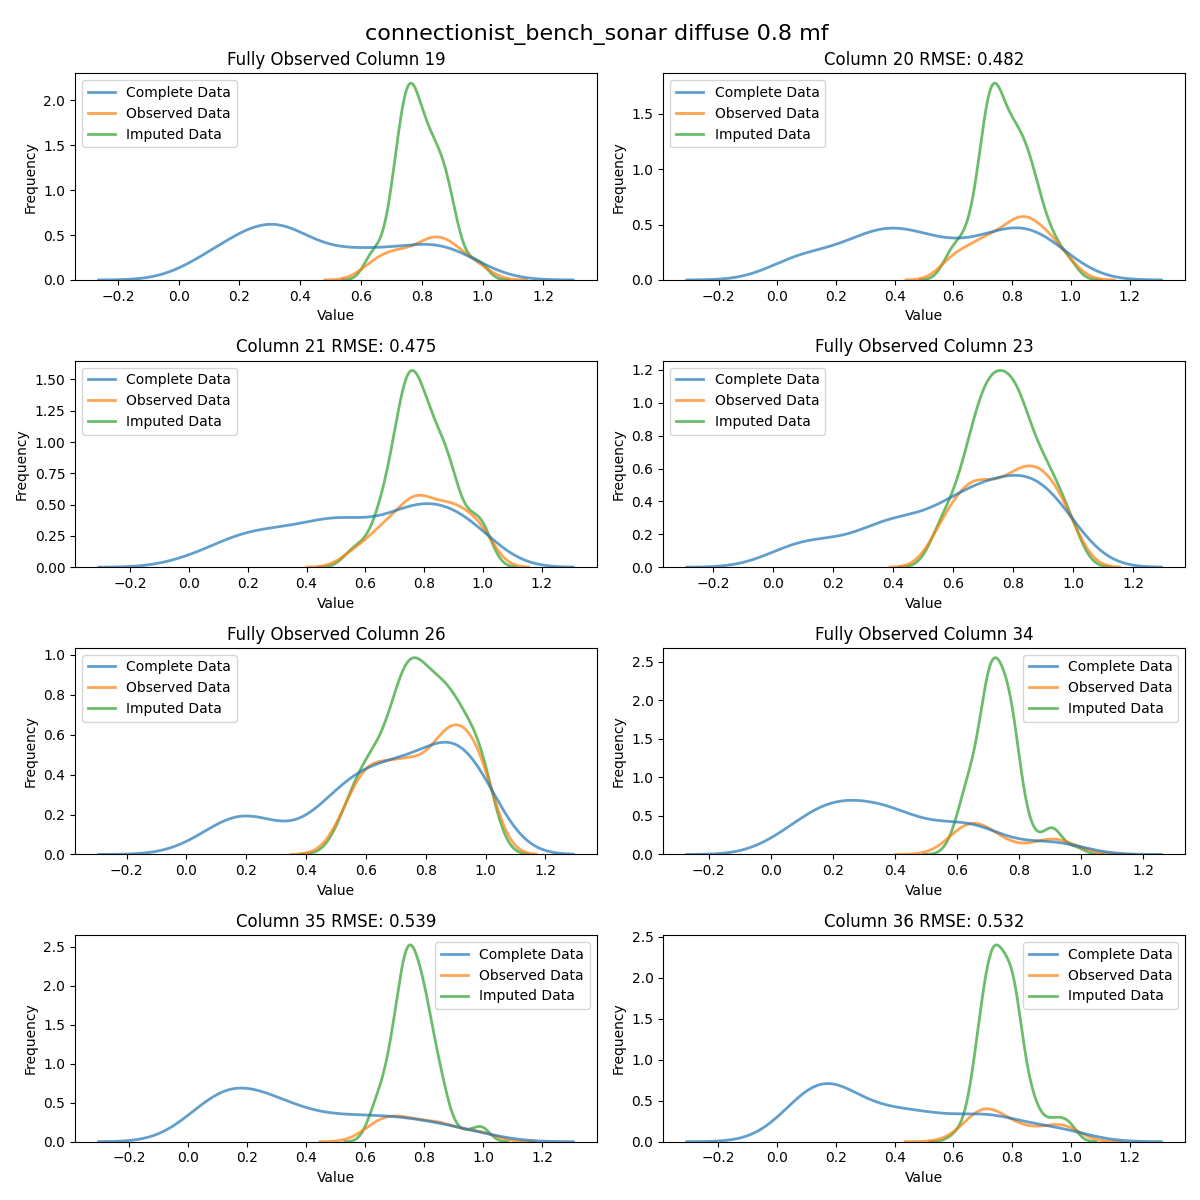 connectionist_bench_sonar diffuse 0.8 mf
Fully Observed Column 19
Frequency
2.0
1.5
1.0
0.5
0.0
Complete Data
Observed Data
Imputed Data
−0.2 0.0 0.2 0.4 0.6 0.8 1.0 1.2
Value
Column 20 RMSE: 0.482
Frequency
1.5
1.0
0.5
0.0
Complete Data
Observed Data
Imputed Data
−0.2 0.0 0.2 0.4 0.6 0.8 1.0 1.2
Value
Column 21 RMSE: 0.475
Frequency
1.50
1.25
1.00
0.75
0.50
0.25
0.00
Complete Data
Observed Data
Imputed Data
−0.2 0.0 0.2 0.4 0.6 0.8 1.0 1.2
Value
Fully Observed Column 23
Frequency
1.2
1.0
0.8
0.6
0.4
0.2
0.0
Complete Data
Observed Data
Imputed Data
−0.2 0.0 0.2 0.4 0.6 0.8 1.0 1.2
Value
Fully Observed Column 26
Frequency
1.0
0.8
0.6
0.4
0.2
0.0
Complete Data
Observed Data
Imputed Data
−0.2 0.0 0.2 0.4 0.6 0.8 1.0 1.2
Value
Fully Observed Column 34
Frequency
2.5
2.0
1.5
1.0
0.5
0.0
Complete Data
Observed Data
Imputed Data
−0.2 0.0 0.2 0.4 0.6 0.8 1.0 1.2
Value
Column 35 RMSE: 0.539
Frequency
2.5
2.0
1.5
1.0
0.5
0.0
Complete Data
Observed Data
Imputed Data
−0.2 0.0 0.2 0.4 0.6 0.8 1.0 1.2
Value
Column 36 RMSE: 0.532
Frequency
2.5
2.0
1.5
1.0
0.5
0.0
Complete Data
Observed Data
Imputed Data
−0.2 0.0 0.2 0.4 0.6 0.8 1.0 1.2
Value